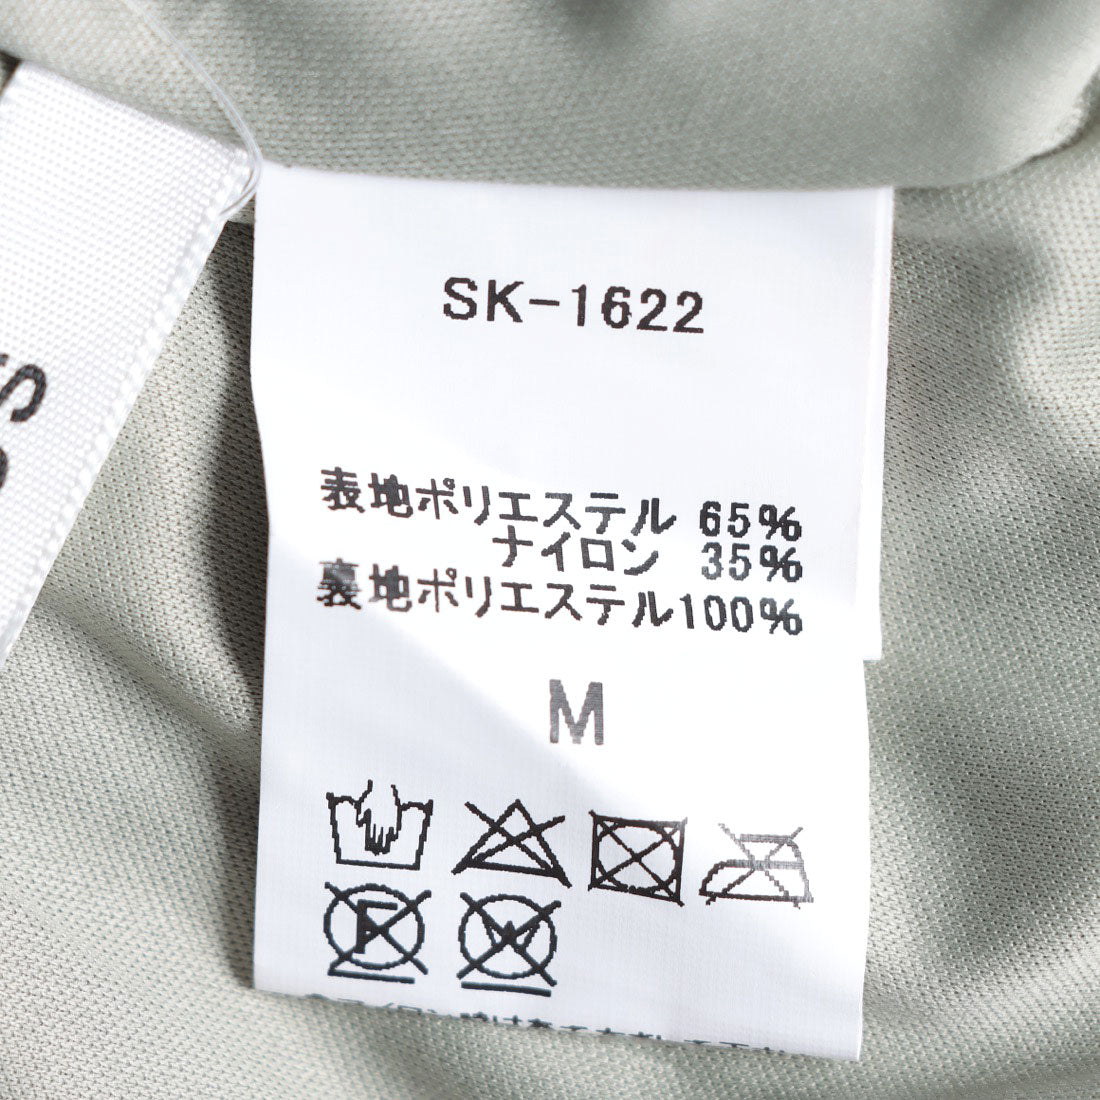 SK-1622
表地ポリエステル 65%
ナイロン 35%
裏地ポリエステル100%
M